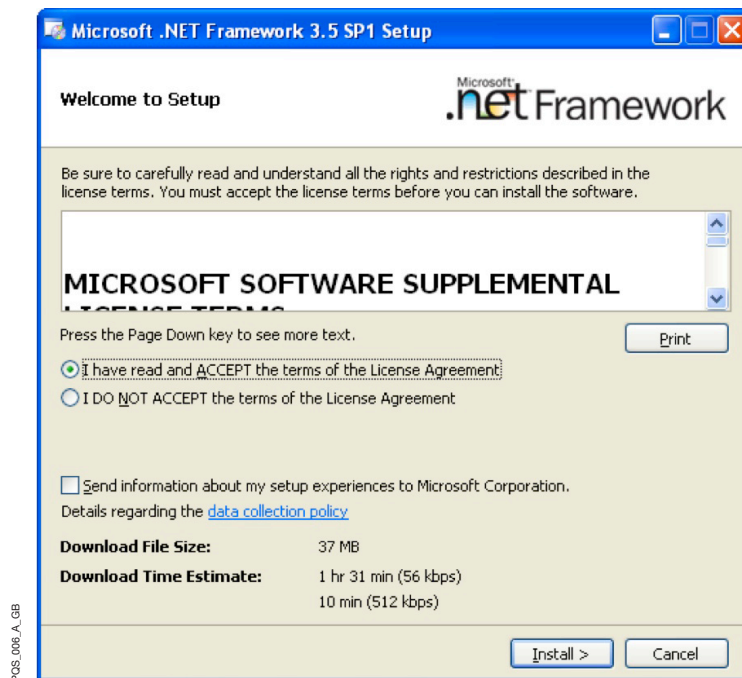 Microsoft .NET Framework 3.5 SP1 Setup
Welcome to Setup
Microsoft
.net Framework
Be sure to carefully read and understand all the rights and restrictions described in the
license terms. You must accept the license terms before you can install the software.
MICROSOFT SOFTWARE SUPPLEMENTAL
LICENSE TERMS
Press the Page Down key to see more text.
Print
I have read and ACCEPT the terms of the License Agreement
I DO NOT ACCEPT the terms of the License Agreement
Send information about my setup experiences to Microsoft Corporation.
Details regarding the data collection policy
Download File Size: 37 MB
Download Time Estimate: 1 hr 31 min (56 kbps)
10 min (512 kbps)
Install >
Cancel
PQS_006_A_GB